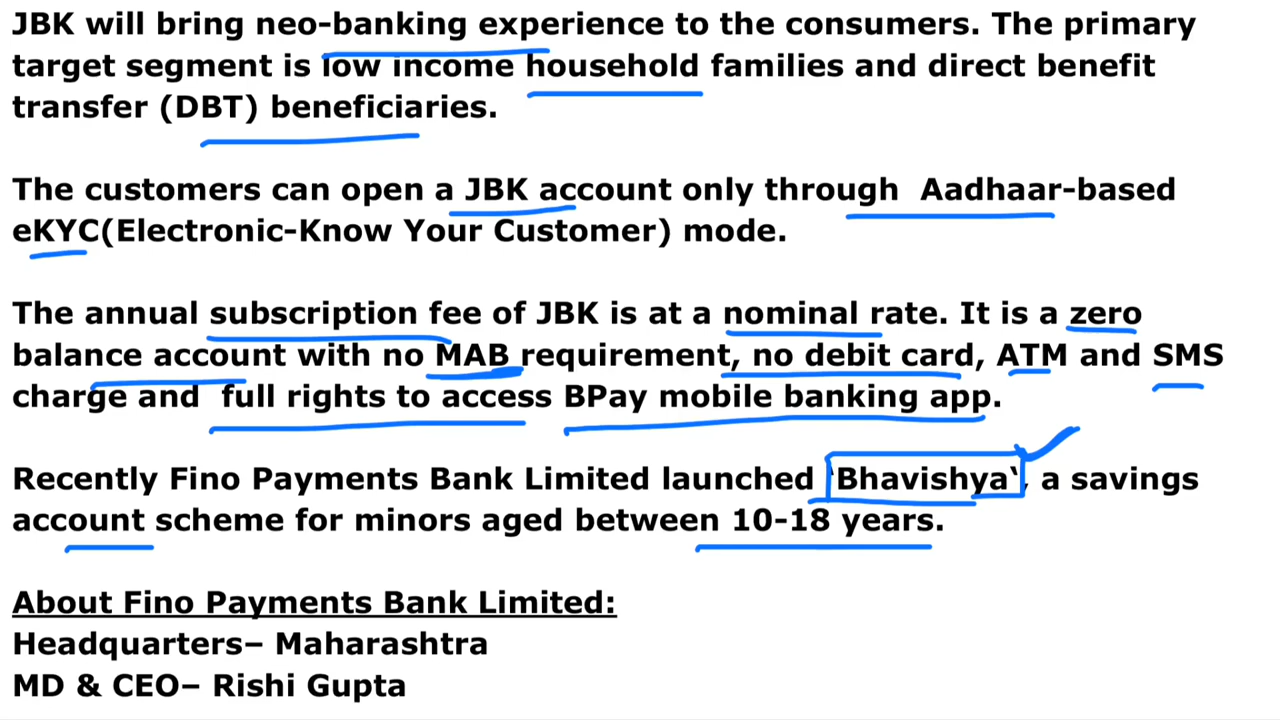 JBK will bring neo-banking experience to the consumers. The primary
target segment is low income household families and direct benefit
transfer (DBT) beneficiaries.
The customers can open a JBK account only through Aadhaar-based
eKYC(Electronic-Know Your Customer) mode.
The annual subscription fee of JBK is at a nominal rate. It is a zero
balance account with no MAB requirement, no debit card, ATM and SMS
charge and full rights to access BPay mobile banking app.
Recently Fino Payments Bank Limited launched ‘Bhavishya‘, a savings
account scheme for minors aged between 10-18 years.
About Fino Payments Bank Limited:
Headquarters– Maharashtra
MD & CEO– Rishi Gupta